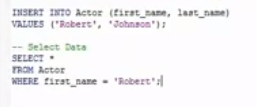 INSERT INTO Actor (first_name, last_name)
VALUES ('Robert', 'Johnson');
-- Select Data
SELECT *
FROM Actor
WHERE first_name = 'Robert';